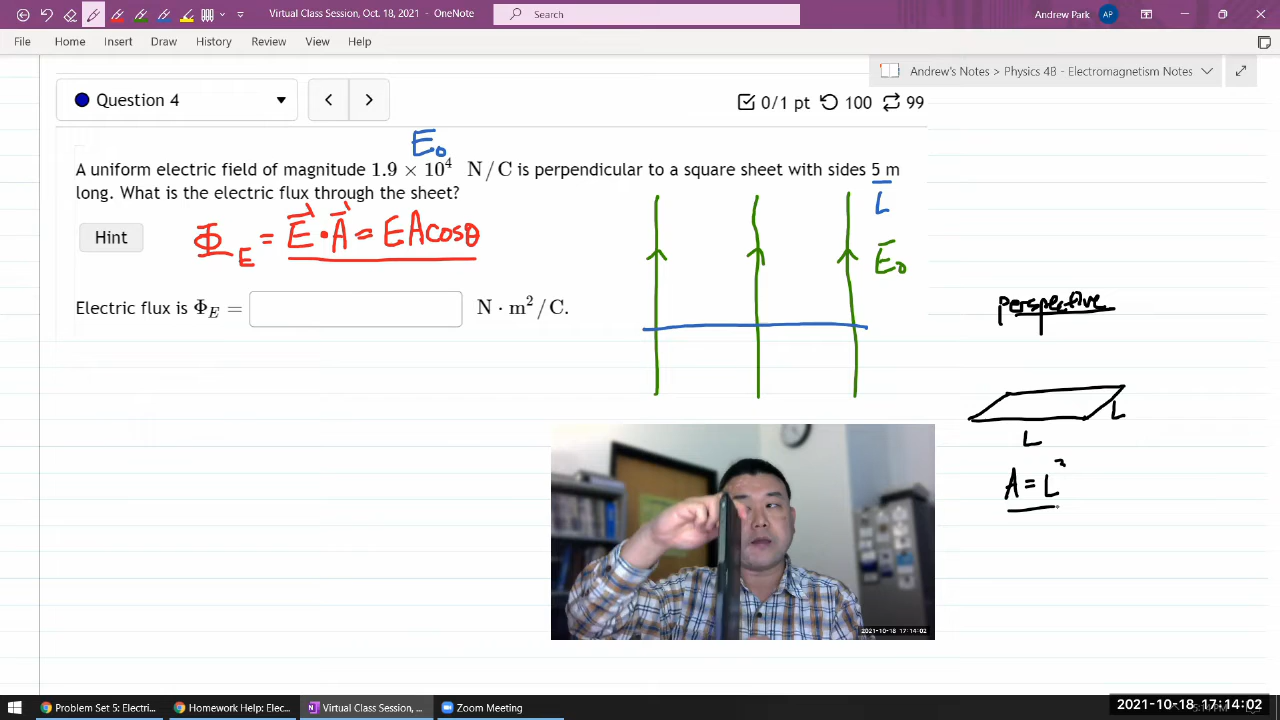 Virtual Class Session, Oct. 18, 2021 - OneNote
Search
Andrew Park
AP
File Home Insert Draw History Review View Help
Andrew's Notes > Physics 4B - Electromagnetism Notes
Question 4
0/1 pt 100 99
E₀
A uniform electric field of magnitude 1.9 × 10⁴ N/C is perpendicular to a square sheet with sides 5 m
long. What is the electric flux through the sheet?
L
Hint
Φ_E = E⃗ · A⃗ = EAcosθ
E₀
Electric flux is Φ_E = N · m²/C.
perspective
L
L
A = L²
2021-10-18 17:14:02
Problem Set 5: Electri...
Homework Help: Elec...
Virtual Class Session, ...
Zoom Meeting
2021-10-18 17:14:02